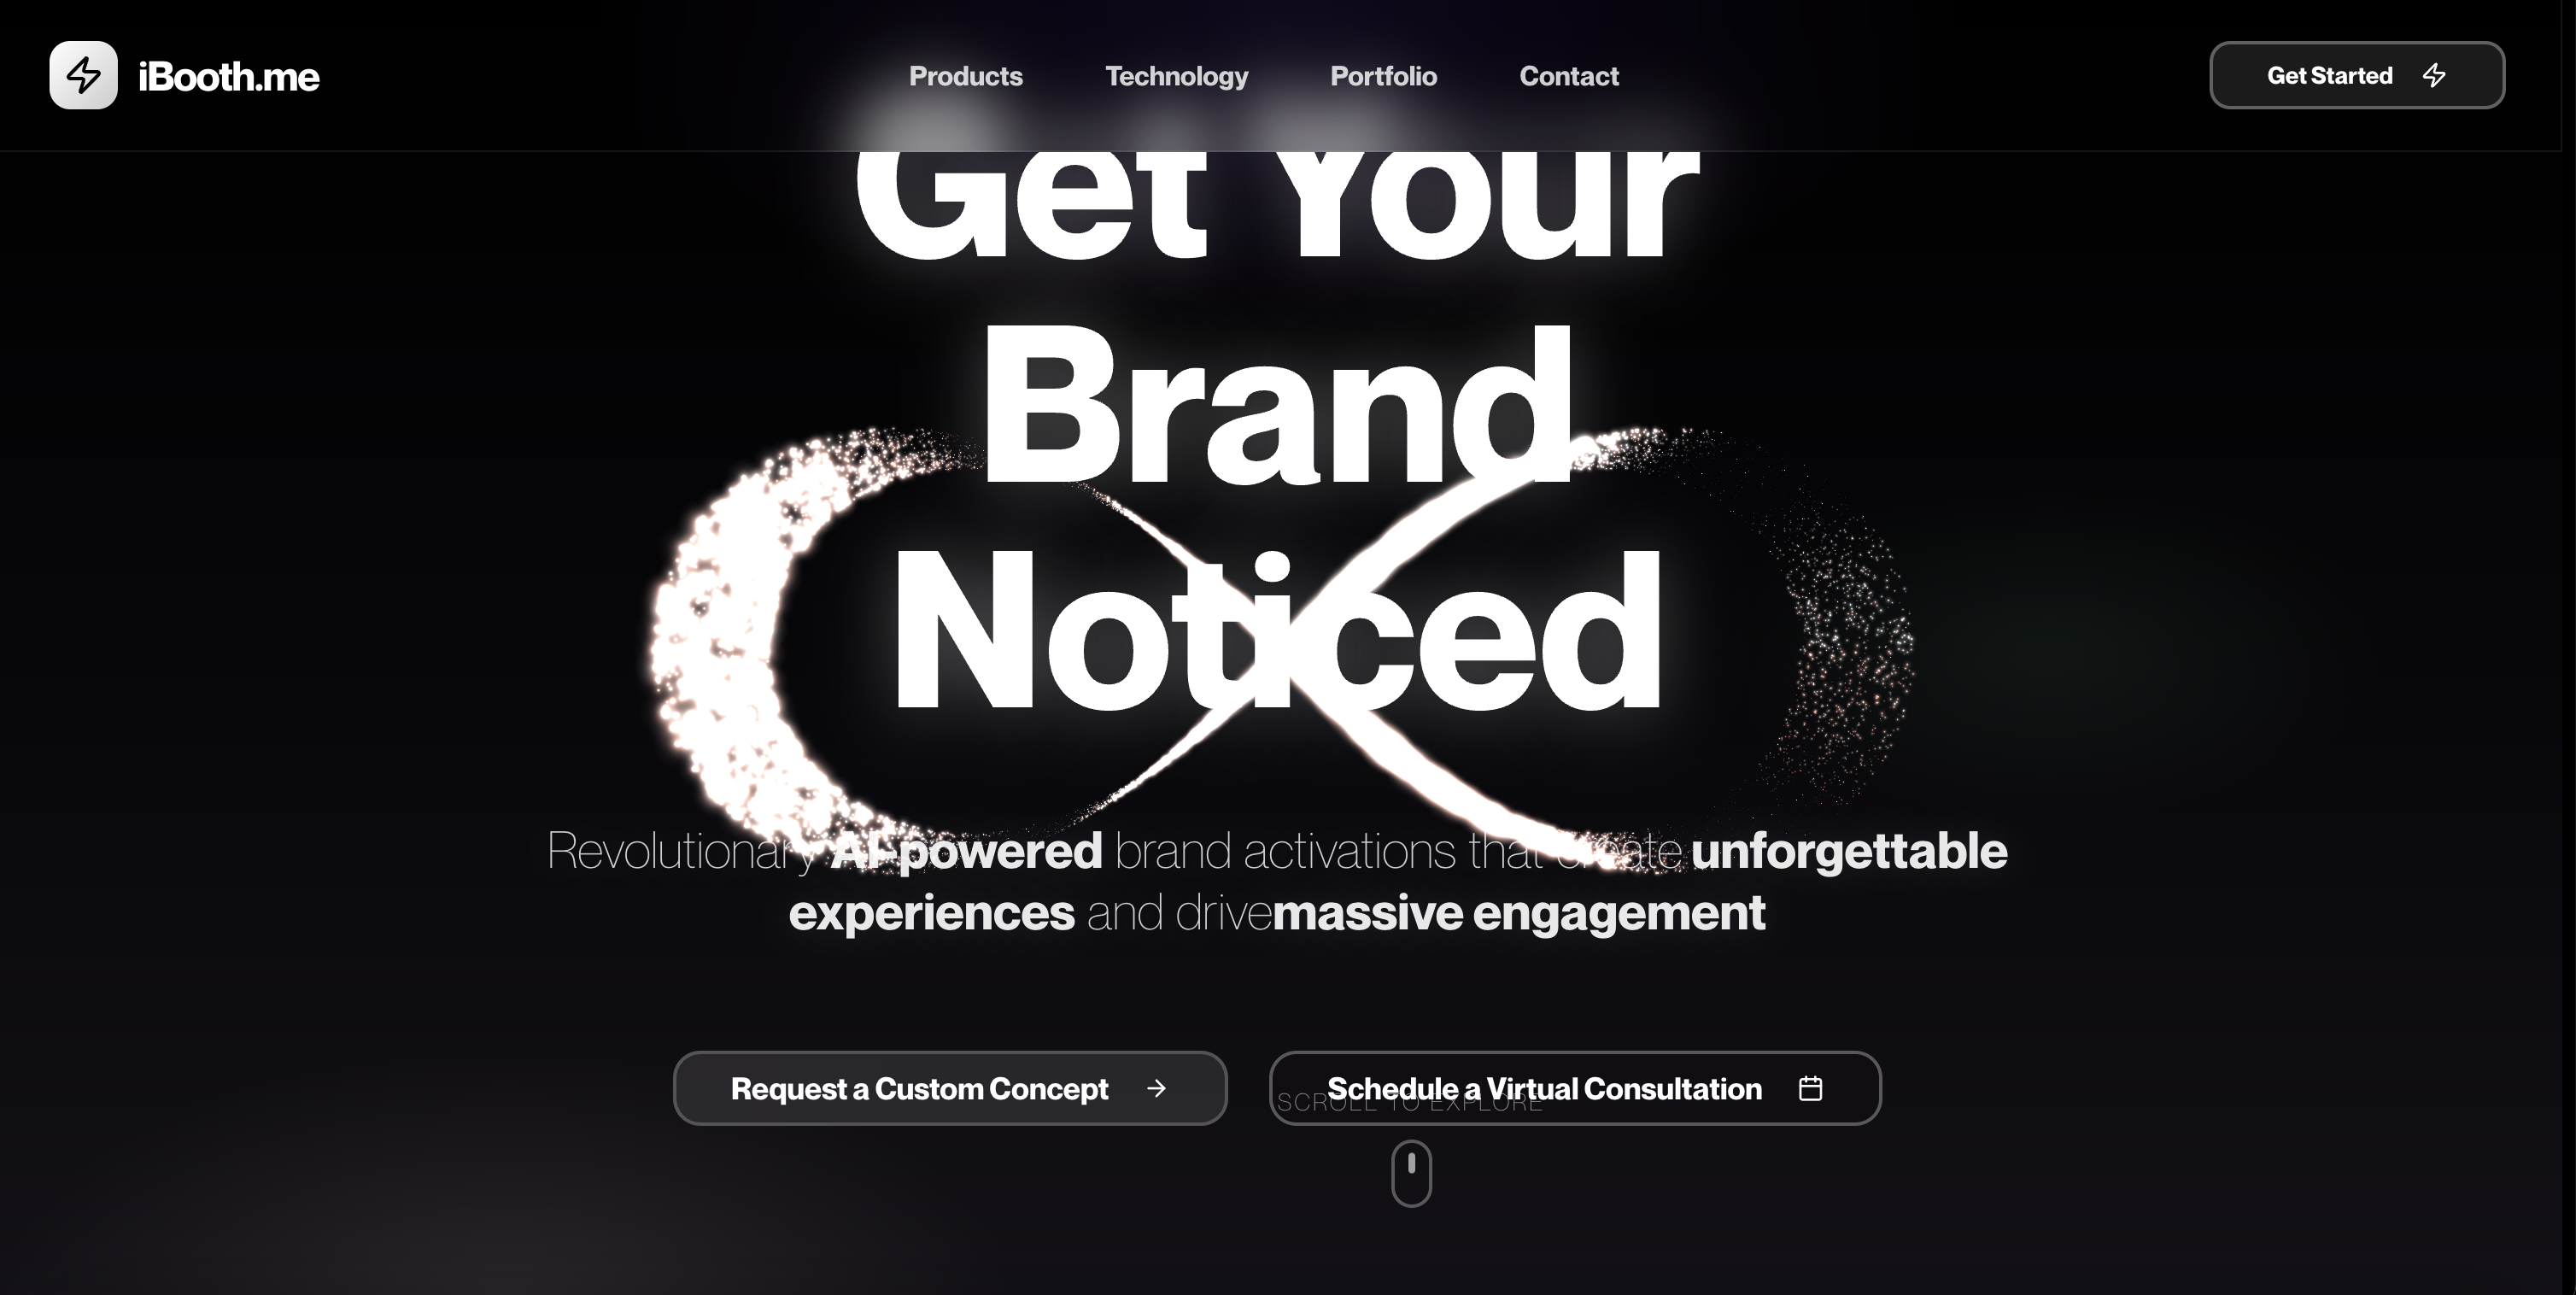 iBooth.me
Products Technology Portfolio Contact
Get Started
Get Your
Brand
Noticed
Revolutionary AI-powered brand activations that create unforgettable
experiences and drivemassive engagement
Request a Custom Concept
Schedule a Virtual Consultation
SCROLL TO EXPLORE